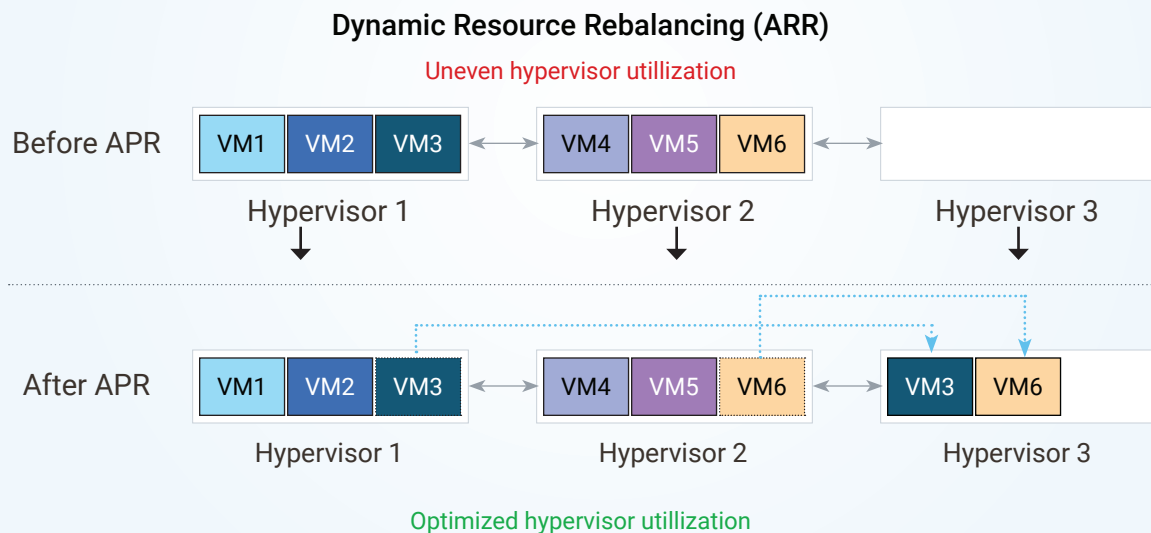 Dynamic Resource Rebalancing (ARR)
Uneven hypervisor utillization
Before APR
VM1 VM2 VM3 VM4 VM5 VM6
Hypervisor 1 Hypervisor 2 Hypervisor 3
After APR
VM1 VM2 VM3 VM4 VM5 VM6 VM3 VM6
Hypervisor 1 Hypervisor 2 Hypervisor 3
Optimized hypervisor utillization